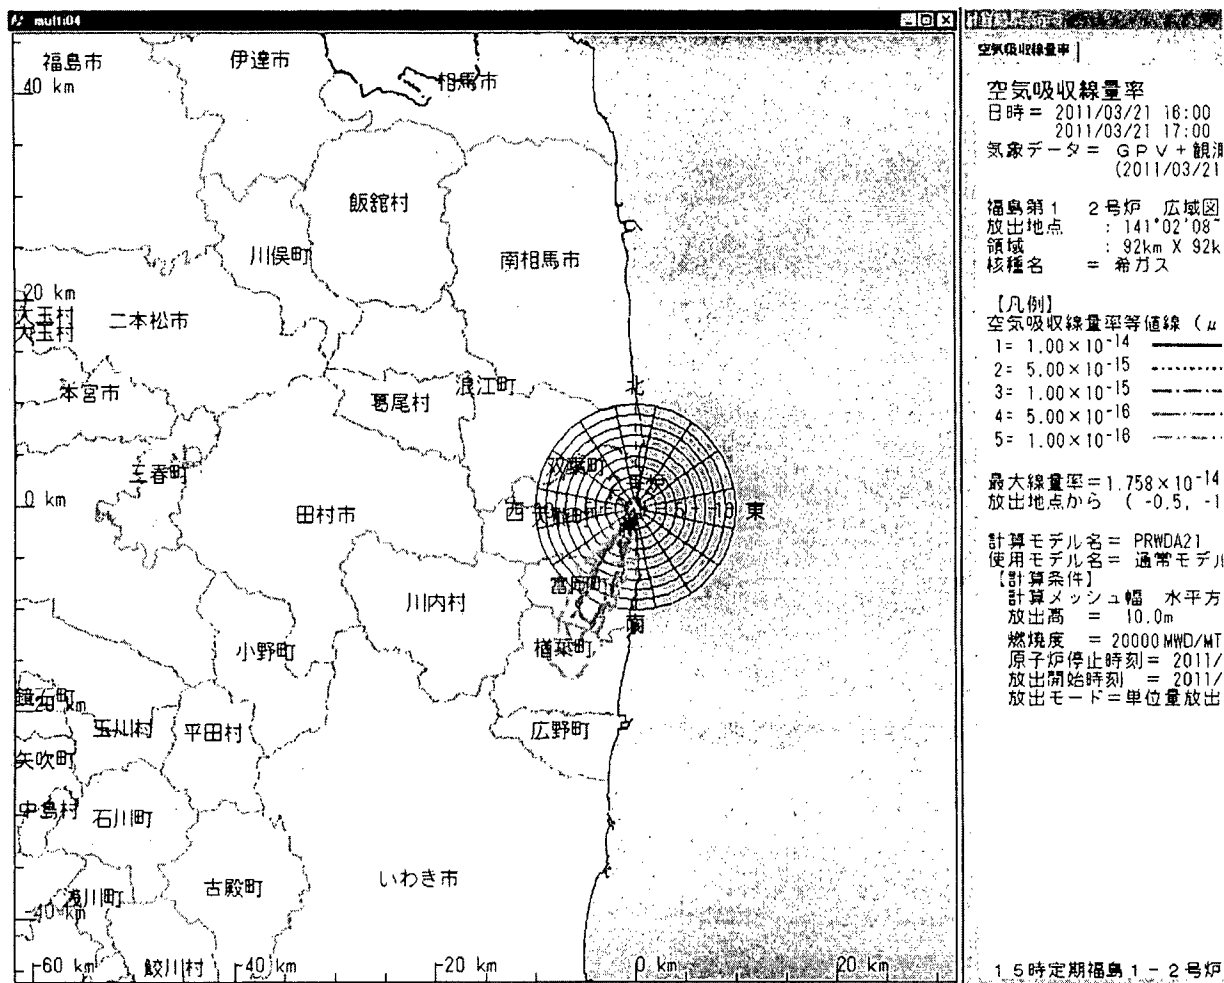 multi04
福島市
伊達市
相馬市
40 km
飯舘村
川俣町
南相馬市
20 km
大玉村
大玉村
二本松市
本宮市
浪江町
北
葛尾村
双葉町
三春町
0 km
田村市
西
東
富岡町
川内村
南
小野町
楢葉町
鏡石町
-20 km
玉川村
平田村
広野町
矢吹町
中島村
石川町
いわき市
古殿町
浅川町
-40 km
鮫川村
-60 km
-40 km
-20 km
0 km
20 km
空気吸収線量率
空気吸収線量率
日時= 2011/03/21 16:00
2011/03/21 17:00
気象データ= GPV+観測
(2011/03/21
福島第1 2号炉 広域図
放出地点 : 141°02'08"
領域 : 92km X 92k
核種名 = 希ガス
【凡例】
空気吸収線量率等値線 (μ
1= 1.00×10⁻¹⁴
2= 5.00×10⁻¹⁵
3= 1.00×10⁻¹⁵
4= 5.00×10⁻¹⁶
5= 1.00×10⁻¹⁶
最大線量率=1.758×10⁻¹⁴
放出地点から ( -0.5, -1
計算モデル名= PRWDA21
使用モデル名= 通常モデル
【計算条件】
計算メッシュ幅 水平方
放出高 = 10.0m
燃焼度 = 20000MWD/MT
原子炉停止時刻= 2011/
放出開始時刻 = 2011/
放出モード=単位量放出
15時定期福島1-2号炉